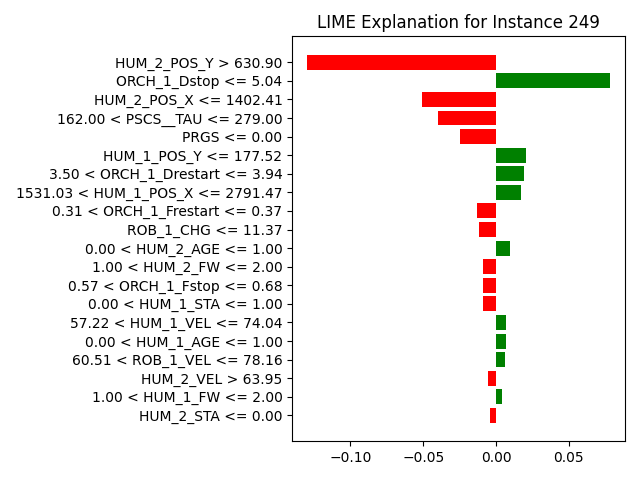 LIME Explanation for Instance 249
HUM_2_POS_Y > 630.90
ORCH_1_Dstop <= 5.04
HUM_2_POS_X <= 1402.41
162.00 < PSCS__TAU <= 279.00
PRGS <= 0.00
HUM_1_POS_Y <= 177.52
3.50 < ORCH_1_Drestart <= 3.94
1531.03 < HUM_1_POS_X <= 2791.47
0.31 < ORCH_1_Frestart <= 0.37
ROB_1_CHG <= 11.37
0.00 < HUM_2_AGE <= 1.00
1.00 < HUM_2_FW <= 2.00
0.57 < ORCH_1_Fstop <= 0.68
0.00 < HUM_1_STA <= 1.00
57.22 < HUM_1_VEL <= 74.04
0.00 < HUM_1_AGE <= 1.00
60.51 < ROB_1_VEL <= 78.16
HUM_2_VEL > 63.95
1.00 < HUM_1_FW <= 2.00
HUM_2_STA <= 0.00
−0.10 −0.05 0.00 0.05